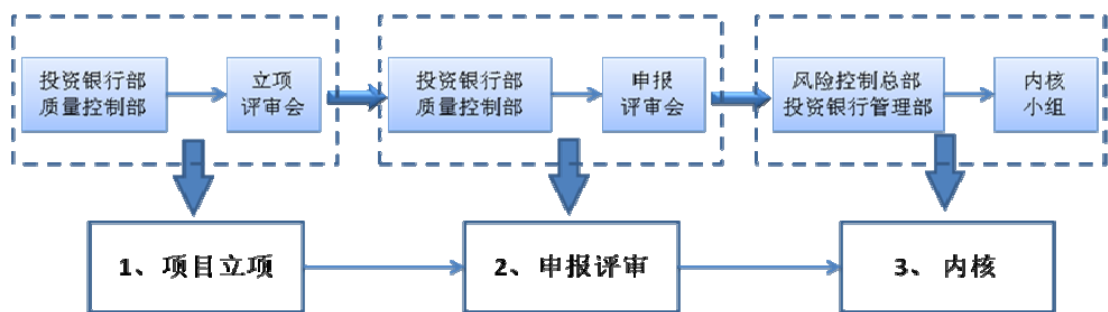 投资银行部
质量控制部
立项
评审会
投资银行部
质量控制部
申报
评审会
风险控制总部
投资银行管理部
内核
小组
1、项目立项
2、申报评审
3、内核